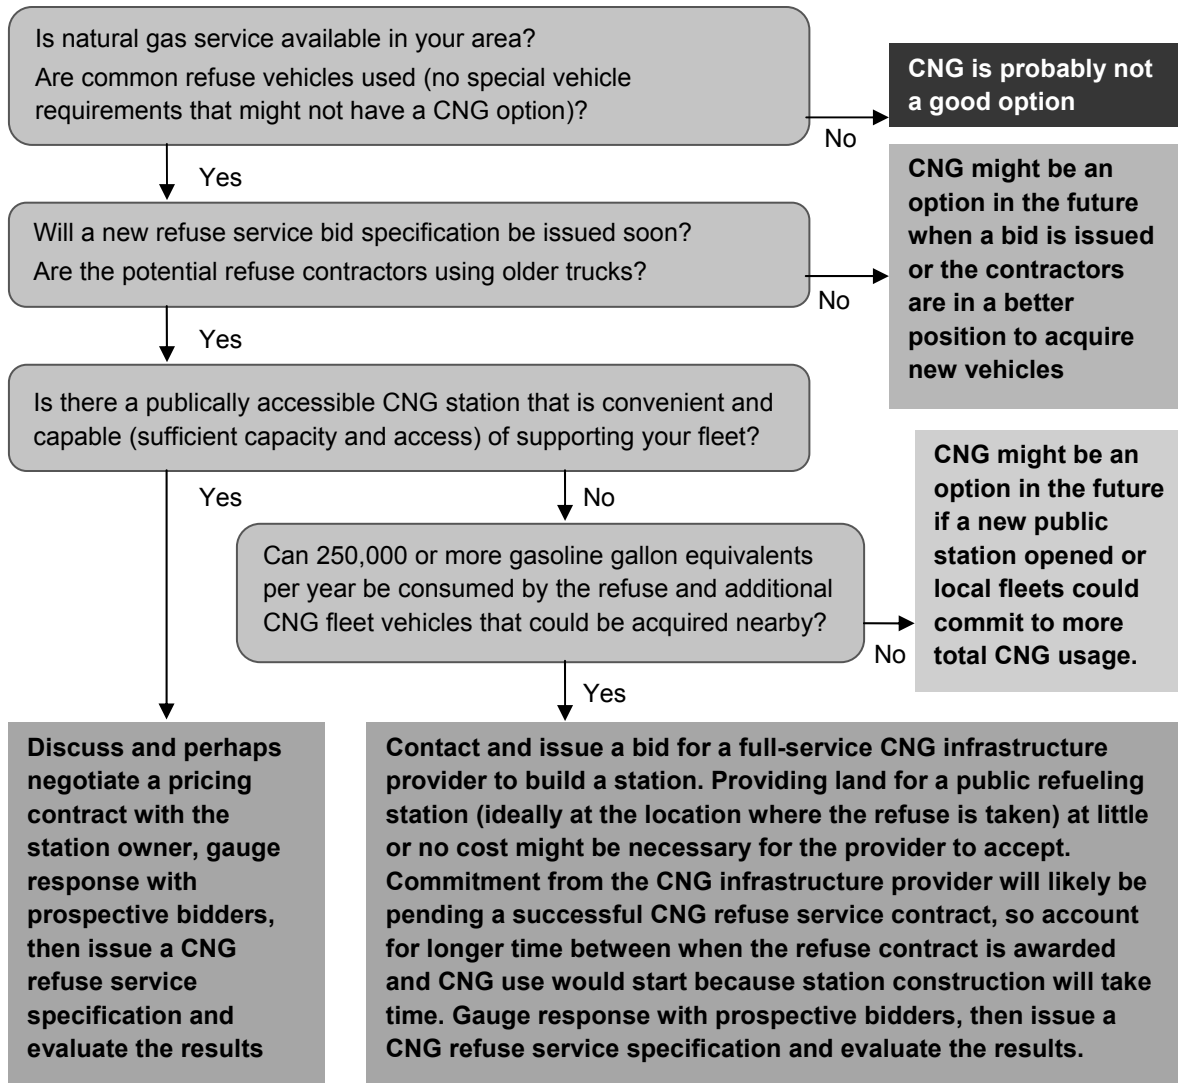 Is natural gas service available in your area?
Are common refuse vehicles used (no special vehicle
requirements that might not have a CNG option)?
No
CNG is probably not
a good option
Yes
Will a new refuse service bid specification be issued soon?
Are the potential refuse contractors using older trucks?
No
CNG might be an
option in the future
when a bid is issued
or the contractors
are in a better
position to acquire
new vehicles
Yes
Is there a publically accessible CNG station that is convenient and
capable (sufficient capacity and access) of supporting your fleet?
Yes
No
Can 250,000 or more gasoline gallon equivalents
per year be consumed by the refuse and additional
CNG fleet vehicles that could be acquired nearby?
No
CNG might be an
option in the future
if a new public
station opened or
local fleets could
commit to more
total CNG usage.
Yes
Discuss and perhaps
negotiate a pricing
contract with the
station owner, gauge
response with
prospective bidders,
then issue a CNG
refuse service
specification and
evaluate the results
Contact and issue a bid for a full-service CNG infrastructure
provider to build a station. Providing land for a public refueling
station (ideally at the location where the refuse is taken) at little
or no cost might be necessary for the provider to accept.
Commitment from the CNG infrastructure provider will likely be
pending a successful CNG refuse service contract, so account
for longer time between when the refuse contract is awarded
and CNG use would start because station construction will take
time. Gauge response with prospective bidders, then issue a
CNG refuse service specification and evaluate the results.